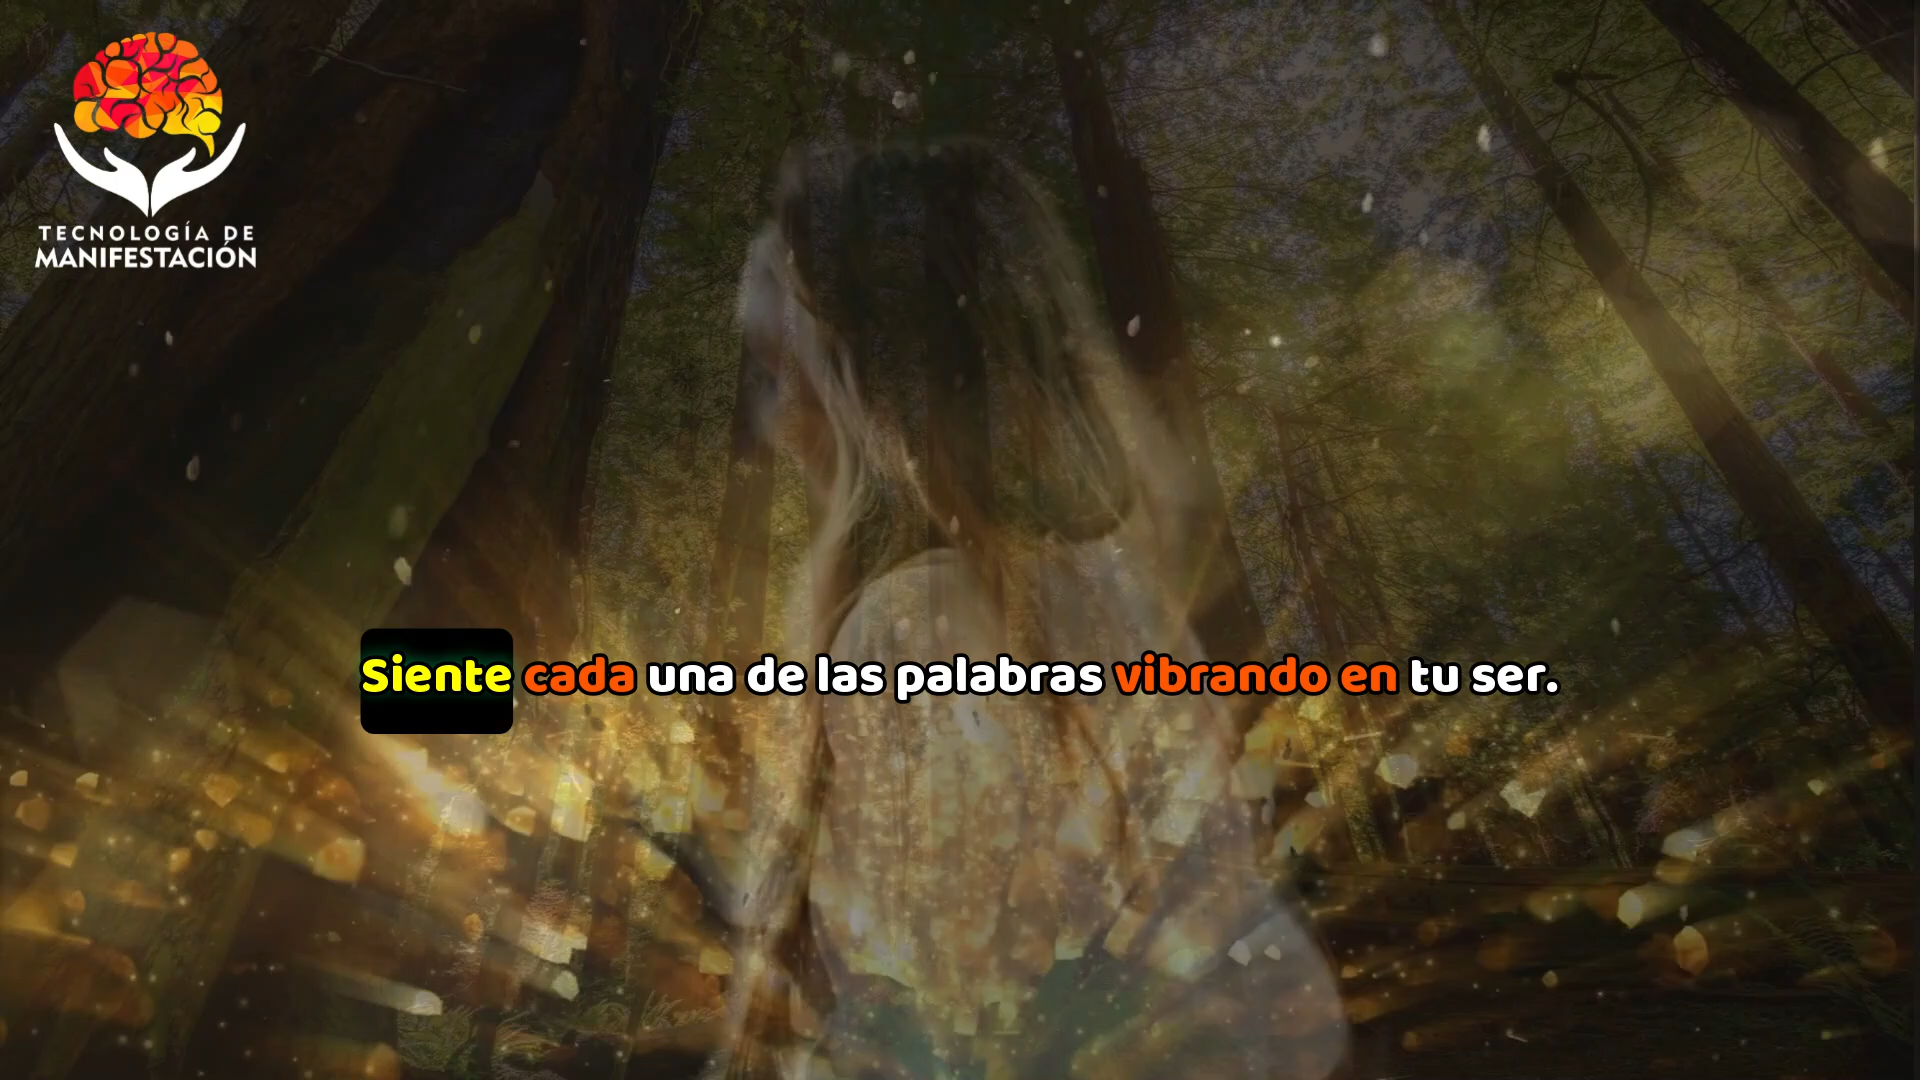 TECNOLOGÍA DE
MANIFESTACIÓN
Siente cada una de las palabras vibrando en tu ser.